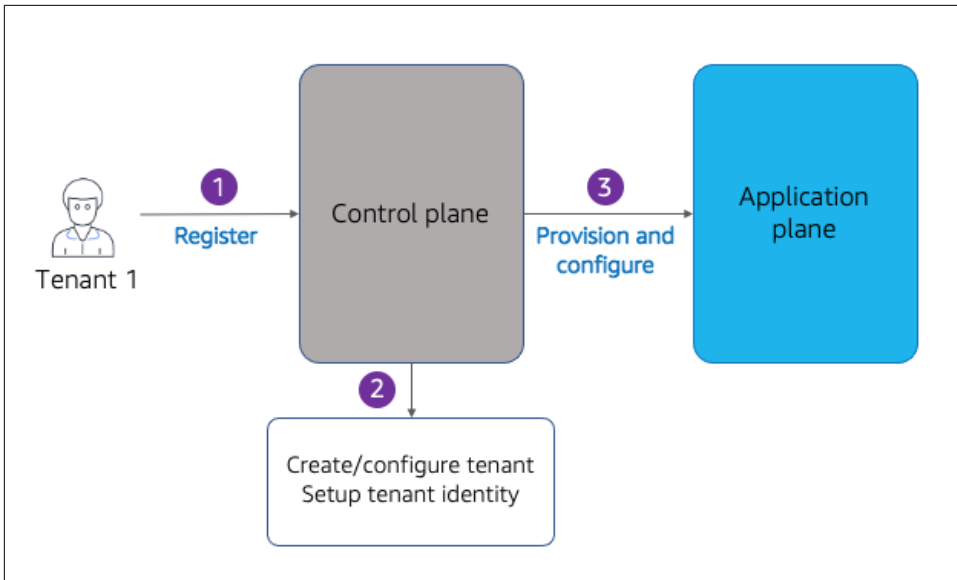 1
Register
Tenant 1
Control plane
3
Provision and
configure
Application
plane
2
Create/configure tenant
Setup tenant identity